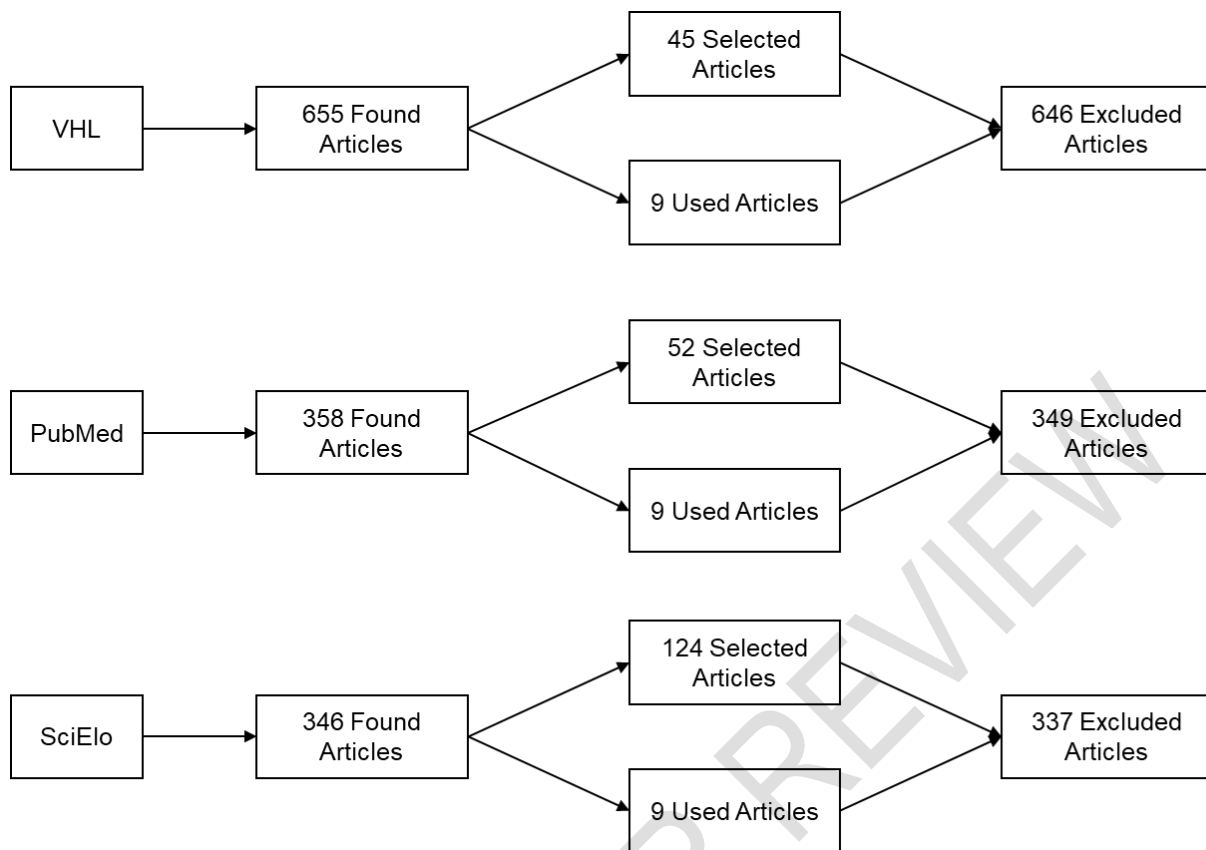 VHL
655 Found
Articles
45 Selected
Articles
9 Used Articles
646 Excluded
Articles
PubMed
358 Found
Articles
52 Selected
Articles
9 Used Articles
349 Excluded
Articles
SciElo
346 Found
Articles
124 Selected
Articles
9 Used Articles
337 Excluded
Articles
REVIEW